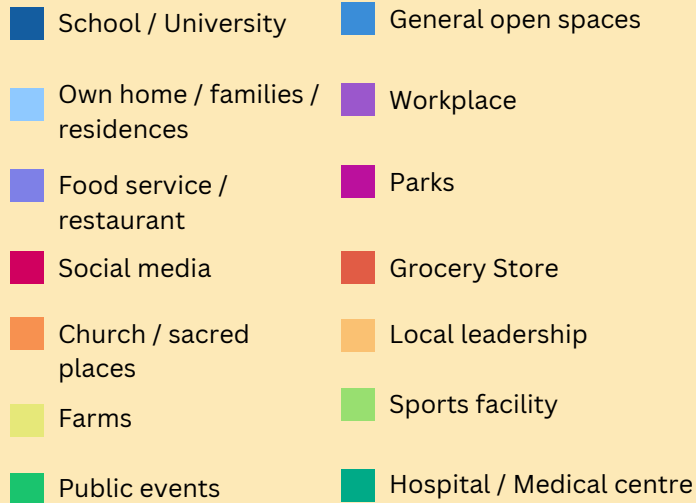 School / University
Own home / families /
residences
Food service /
restaurant
Social media
Church / sacred
places
Farms
Public events
General open spaces
Workplace
Parks
Grocery Store
Local leadership
Sports facility
Hospital / Medical centre